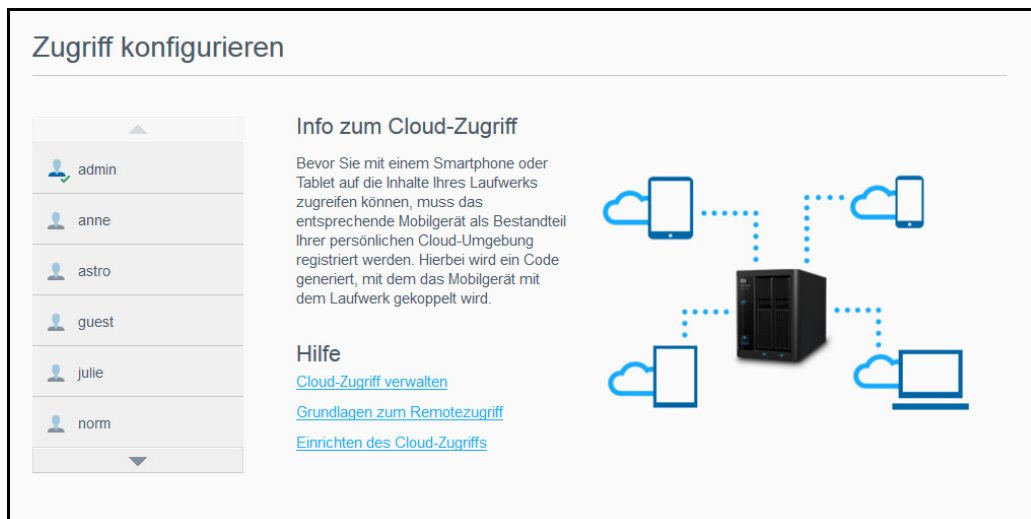 Zugriff konfigurieren
admin
anne
astro
guest
julie
norm
Info zum Cloud-Zugriff
Bevor Sie mit einem Smartphone oder
Tablet auf die Inhalte Ihres Laufwerks
zugreifen können, muss das
entsprechende Mobilgerät als Bestandteil
Ihrer persönlichen Cloud-Umgebung
registriert werden. Hierbei wird ein Code
generiert, mit dem das Mobilgerät mit
dem Laufwerk gekoppelt wird.
Hilfe
Cloud-Zugriff verwalten
Grundlagen zum Remotezugriff
Einrichten des Cloud-Zugriffs